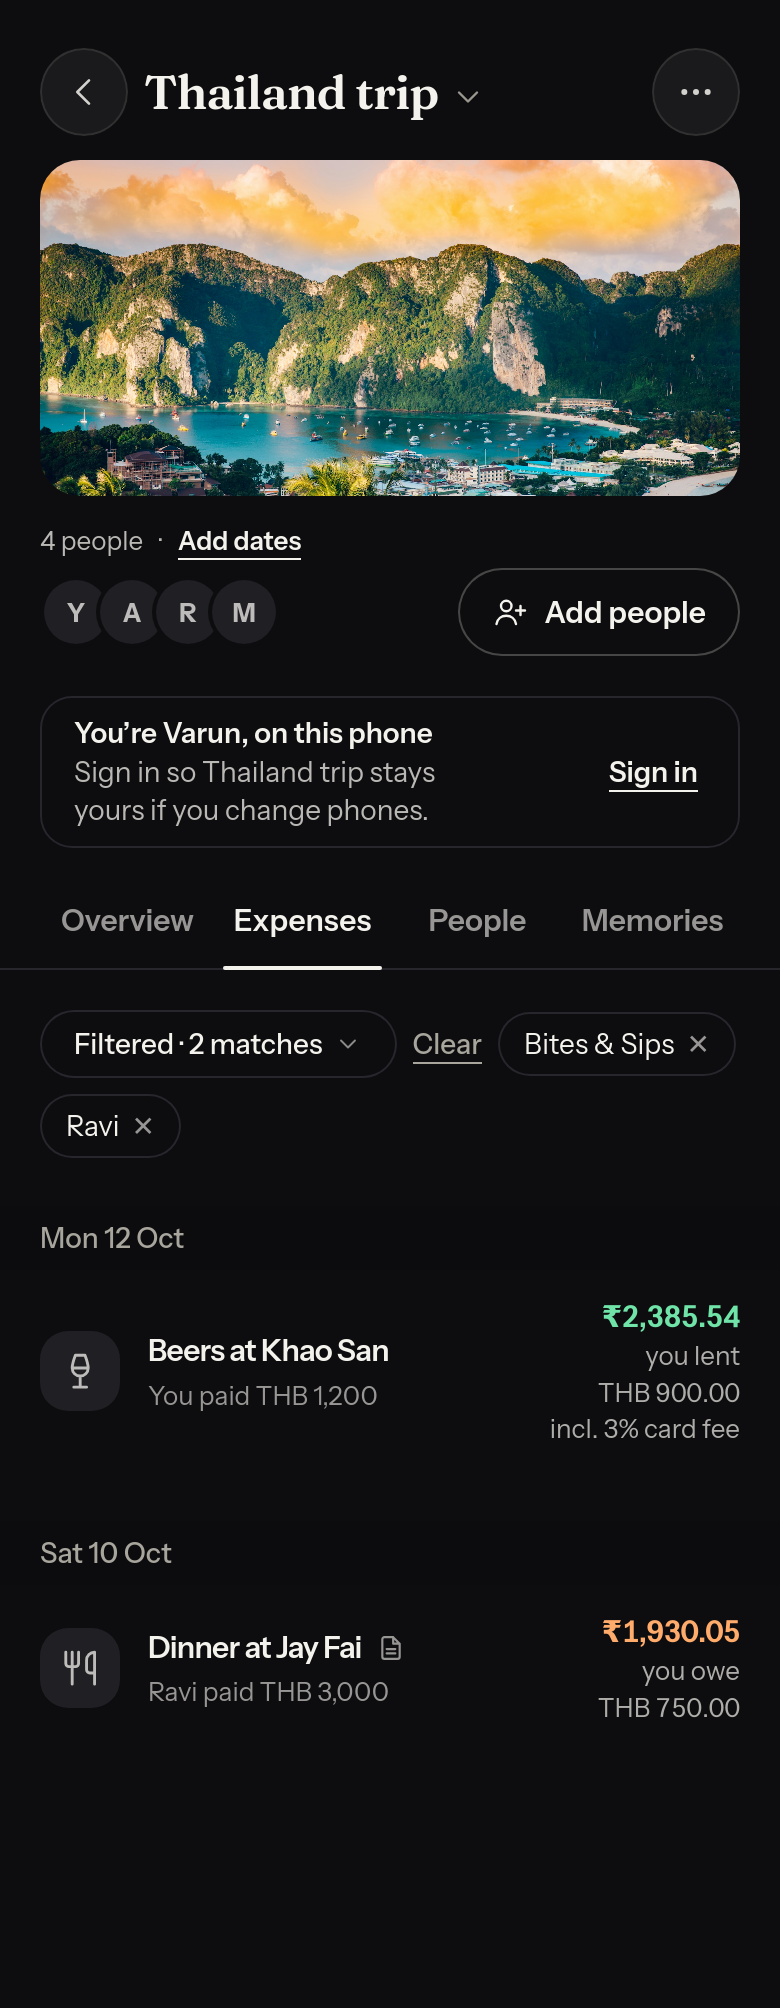 Thailand trip
4 people · Add dates
Y A R M
Add people
You’re Varun, on this phone
Sign in so Thailand trip stays
yours if you change phones.
Sign in
Overview Expenses People Memories
Filtered · 2 matches Clear Bites & Sips ✕
Ravi ✕
Mon 12 Oct
Beers at Khao San
You paid THB 1,200
₹2,385.54
you lent
THB 900.00
incl. 3% card fee
Sat 10 Oct
Dinner at Jay Fai
Ravi paid THB 3,000
₹1,930.05
you owe
THB 750.00